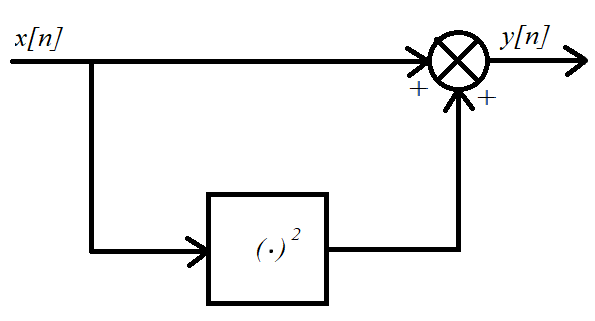 x[n]
y[n]
+
+
(·)²